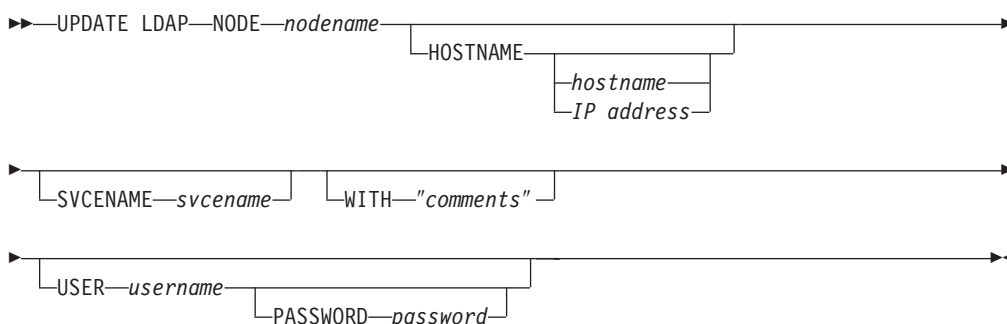 UPDATE LDAP NODE nodename
HOSTNAME
hostname
IP address
SVCENAME svcename WITH "comments"
USER username
PASSWORD password